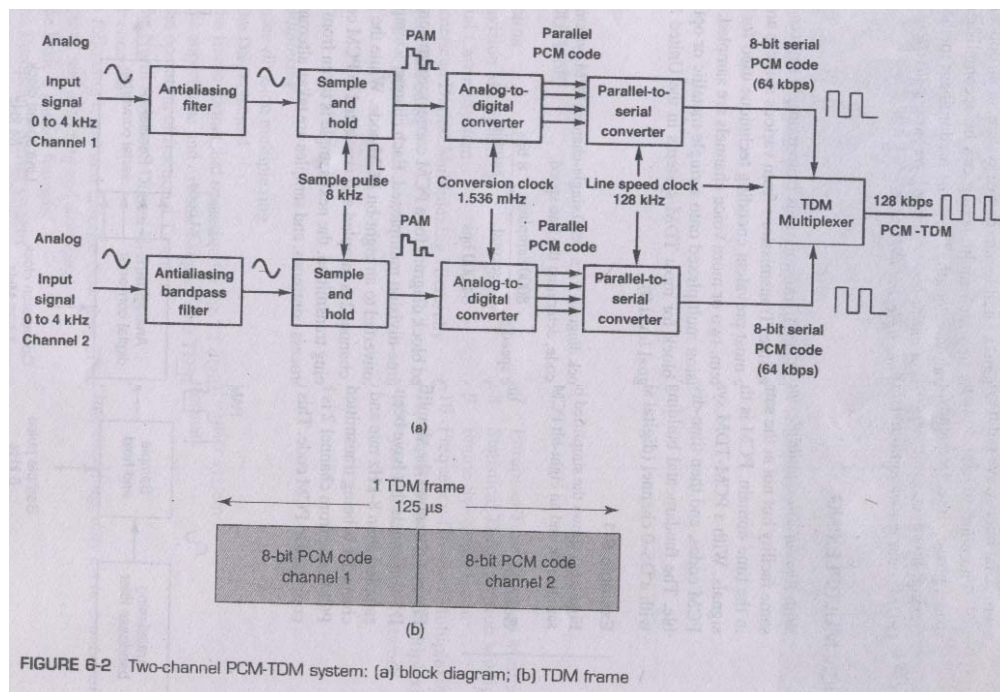 Analog
Input
signal
0 to 4 kHz
Channel 1
Antialiasing
filter
Sample
and
hold
PAM
Analog-to-
digital
converter
Parallel
PCM code
Parallel-to-
serial
converter
8-bit serial
PCM code
(64 kbps)
Sample pulse
8 kHz
Conversion clock
1.536 mHz
Line speed clock
128 kHz
TDM
Multiplexer
128 kbps
PCM -TDM
Analog
Input
signal
0 to 4 kHz
Channel 2
Antialiasing
bandpass
filter
Sample
and
hold
PAM
Analog-to-
digital
converter
Parallel
PCM code
Parallel-to-
serial
converter
8-bit serial
PCM code
(64 kbps)
(a)
1 TDM frame
125 μs
8-bit PCM code
channel 1
8-bit PCM code
channel 2
(b)
FIGURE 6-2 Two-channel PCM-TDM system: (a) block diagram; (b) TDM frame